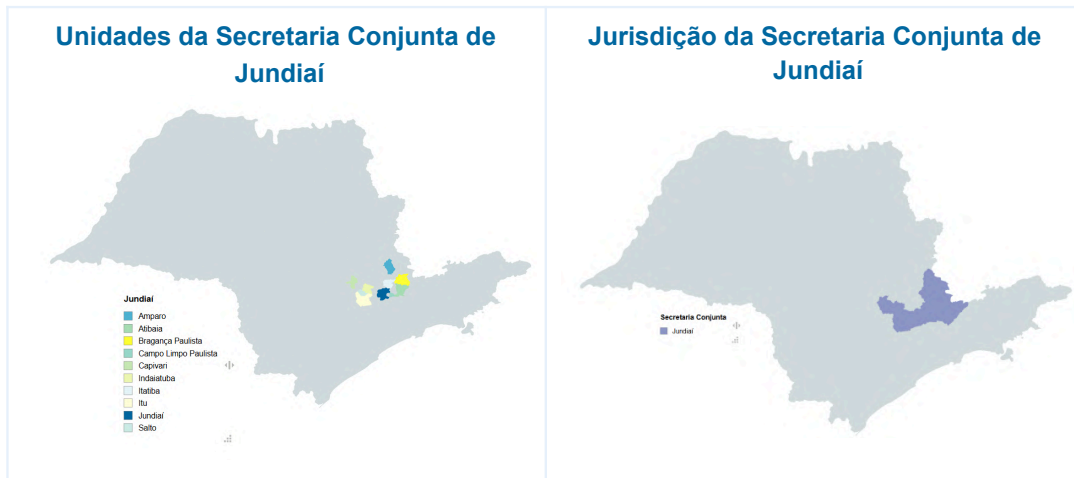 Unidades da Secretaria Conjunta de
Jundiaí
Jundiaí
Amparo
Atibaia
Bragança Paulista
Campo Limpo Paulista
Capivari
Indaiatuba
Itatiba
Itu
Jundiaí
Salto
Jurisdição da Secretaria Conjunta de
Jundiaí
Secretaria Conjunta
Jundiaí